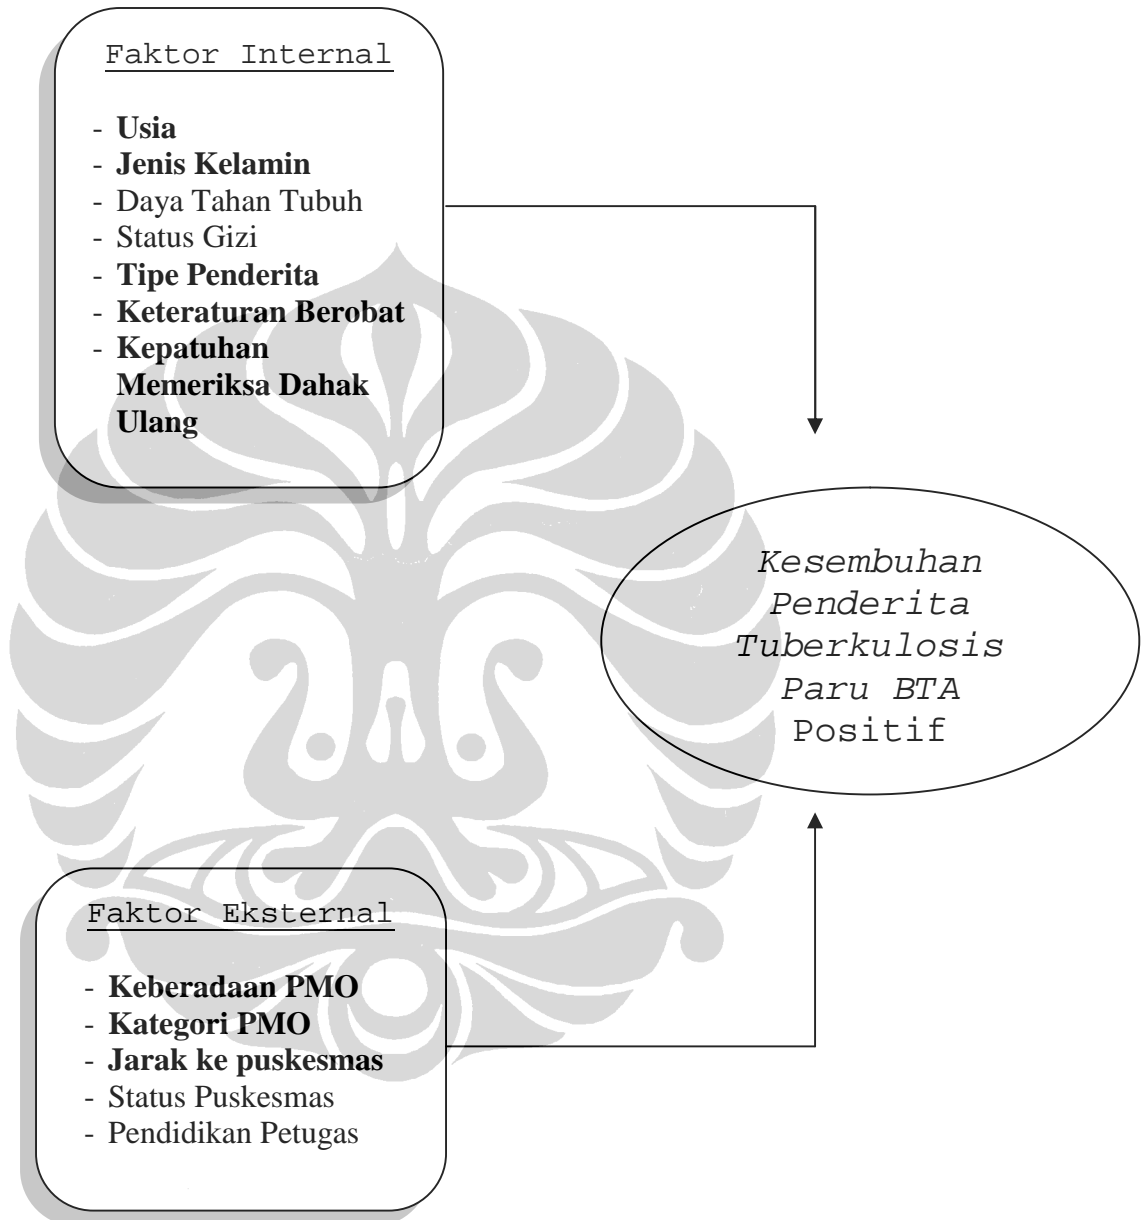 Faktor Internal
- Usia
- Jenis Kelamin
- Daya Tahan Tubuh
- Status Gizi
- Tipe Penderita
- Keteraturan Berobat
- Kepatuhan
Memeriksa Dahak
Ulang
Kesembuhan
Penderita
Tuberkulosis
Paru BTA
Positif
Faktor Eksternal
- Keberadaan PMO
- Kategori PMO
- Jarak ke puskesmas
- Status Puskesmas
- Pendidikan Petugas